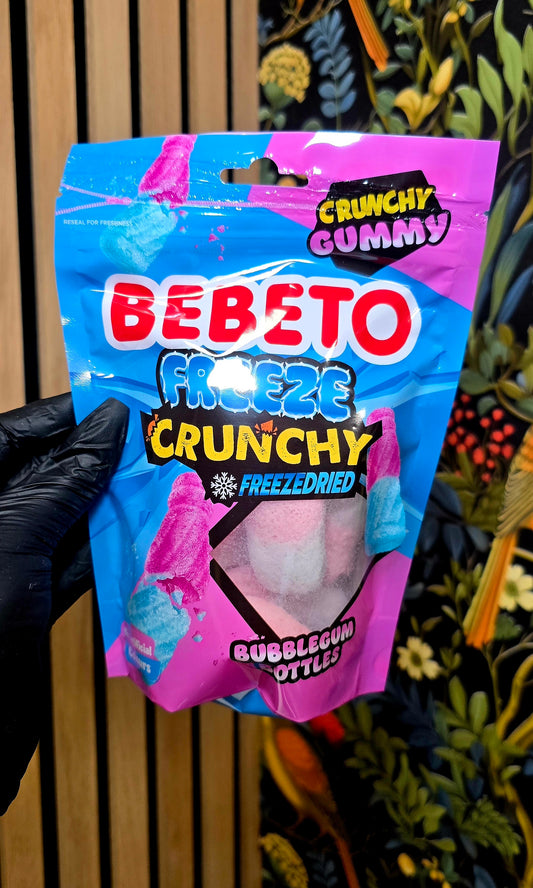 RESEAL FOR FRESHNESS
CRUNCHY
GUMMY
BEBETO
FREEZE
CRUNCHY
FREEZEDRIED
BUBBLEGUM
BOTTLES